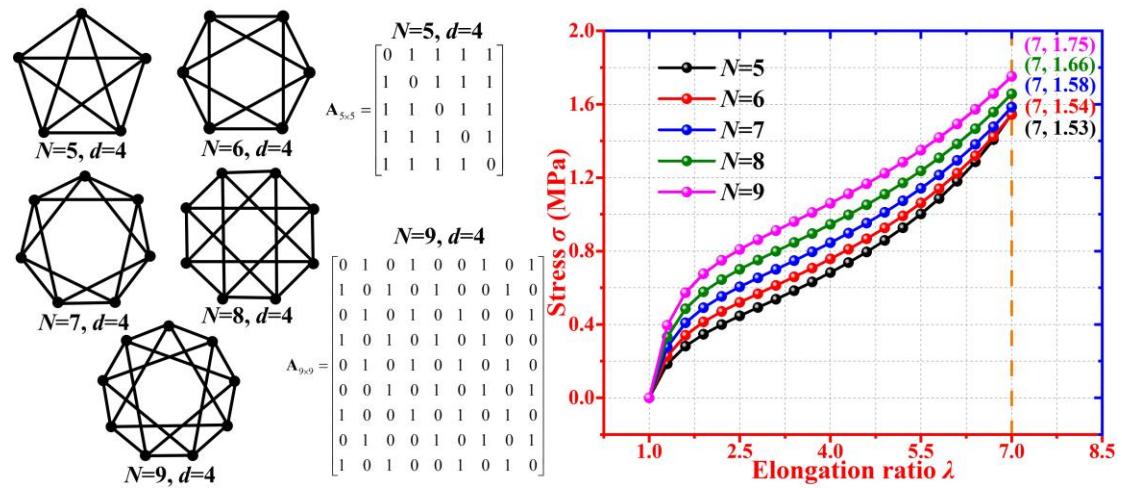 N=5, d=4
N=6, d=4
N=7, d=4
N=8, d=4
N=9, d=4
N=5, d=4
A5×5 =
0 1 1 1 1
1 0 1 1 1
1 1 0 1 1
1 1 1 0 1
1 1 1 1 0
N=9, d=4
A9×9 =
0 1 0 1 0 0 1 0 1
1 0 1 0 1 0 0 1 0
0 1 0 1 0 1 0 0 1
1 0 1 0 1 0 1 0 0
0 1 0 1 0 1 0 1 0
0 0 1 0 1 0 1 0 1
1 0 0 1 0 1 0 1 0
0 1 0 0 1 0 1 0 1
1 0 1 0 0 1 0 1 0
Stress σ (MPa)
2.0
1.6
1.2
0.8
0.4
0.0
N=5
N=6
N=7
N=8
N=9
(7, 1.75)
(7, 1.66)
(7, 1.58)
(7, 1.54)
(7, 1.53)
1.0 2.5 4.0 5.5 7.0 8.5
Elongation ratio λ